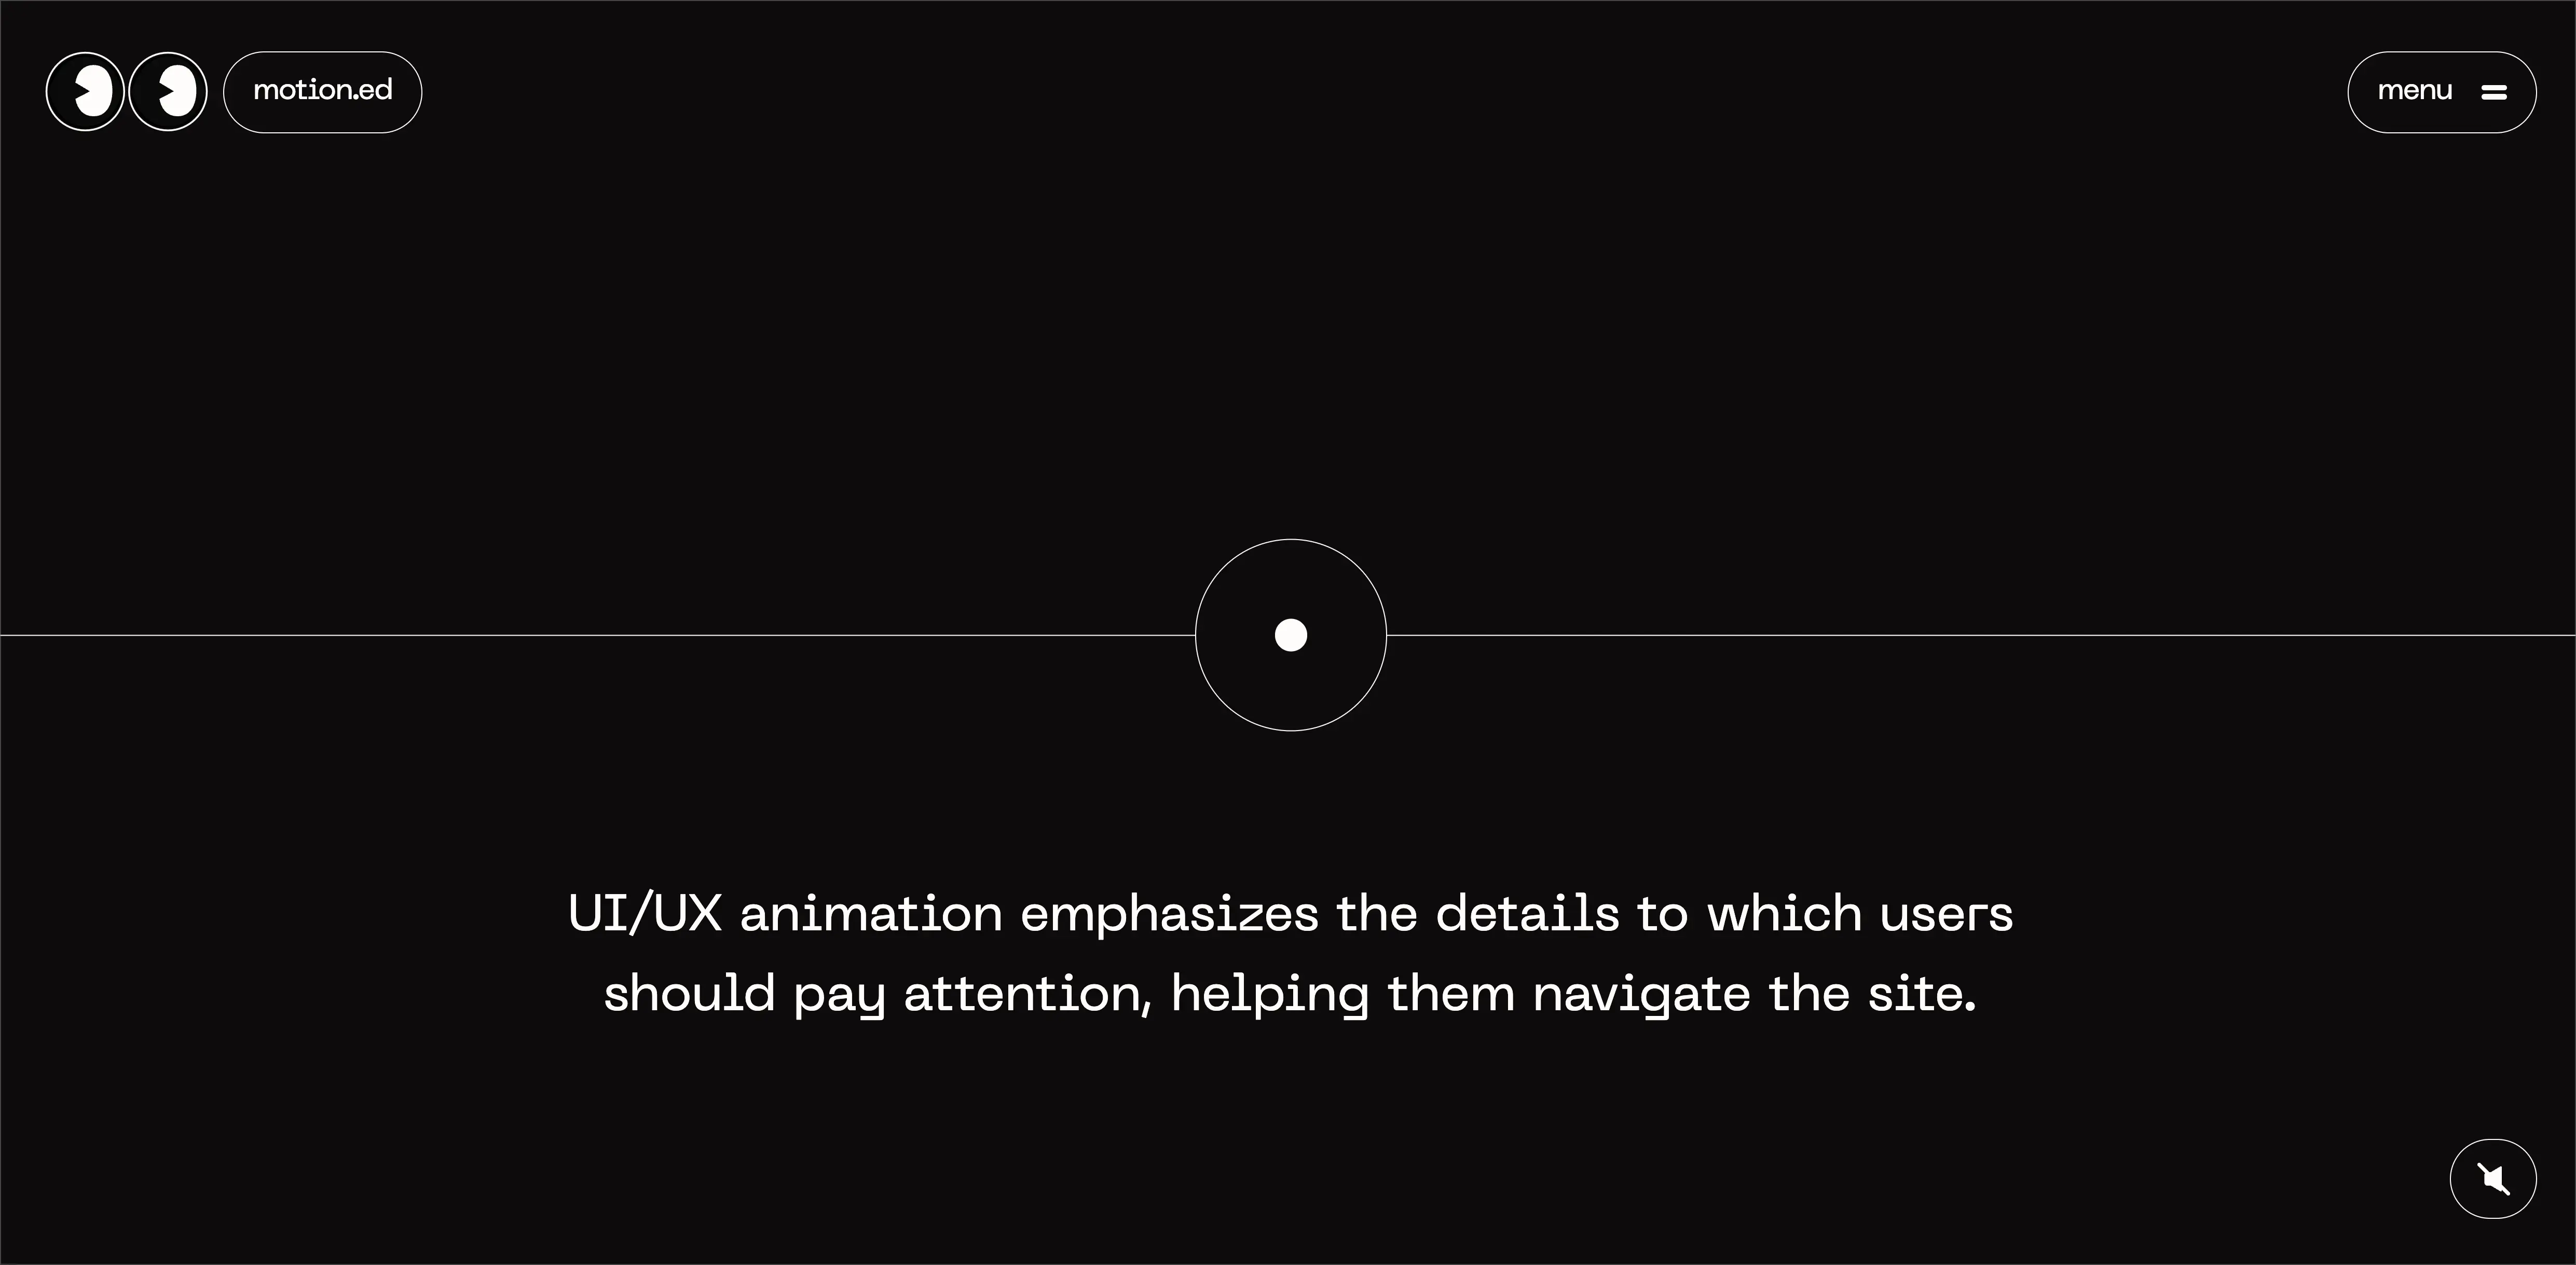 motion.ed
menu
UI/UX animation emphasizes the details to which users
should pay attention, helping them navigate the site.